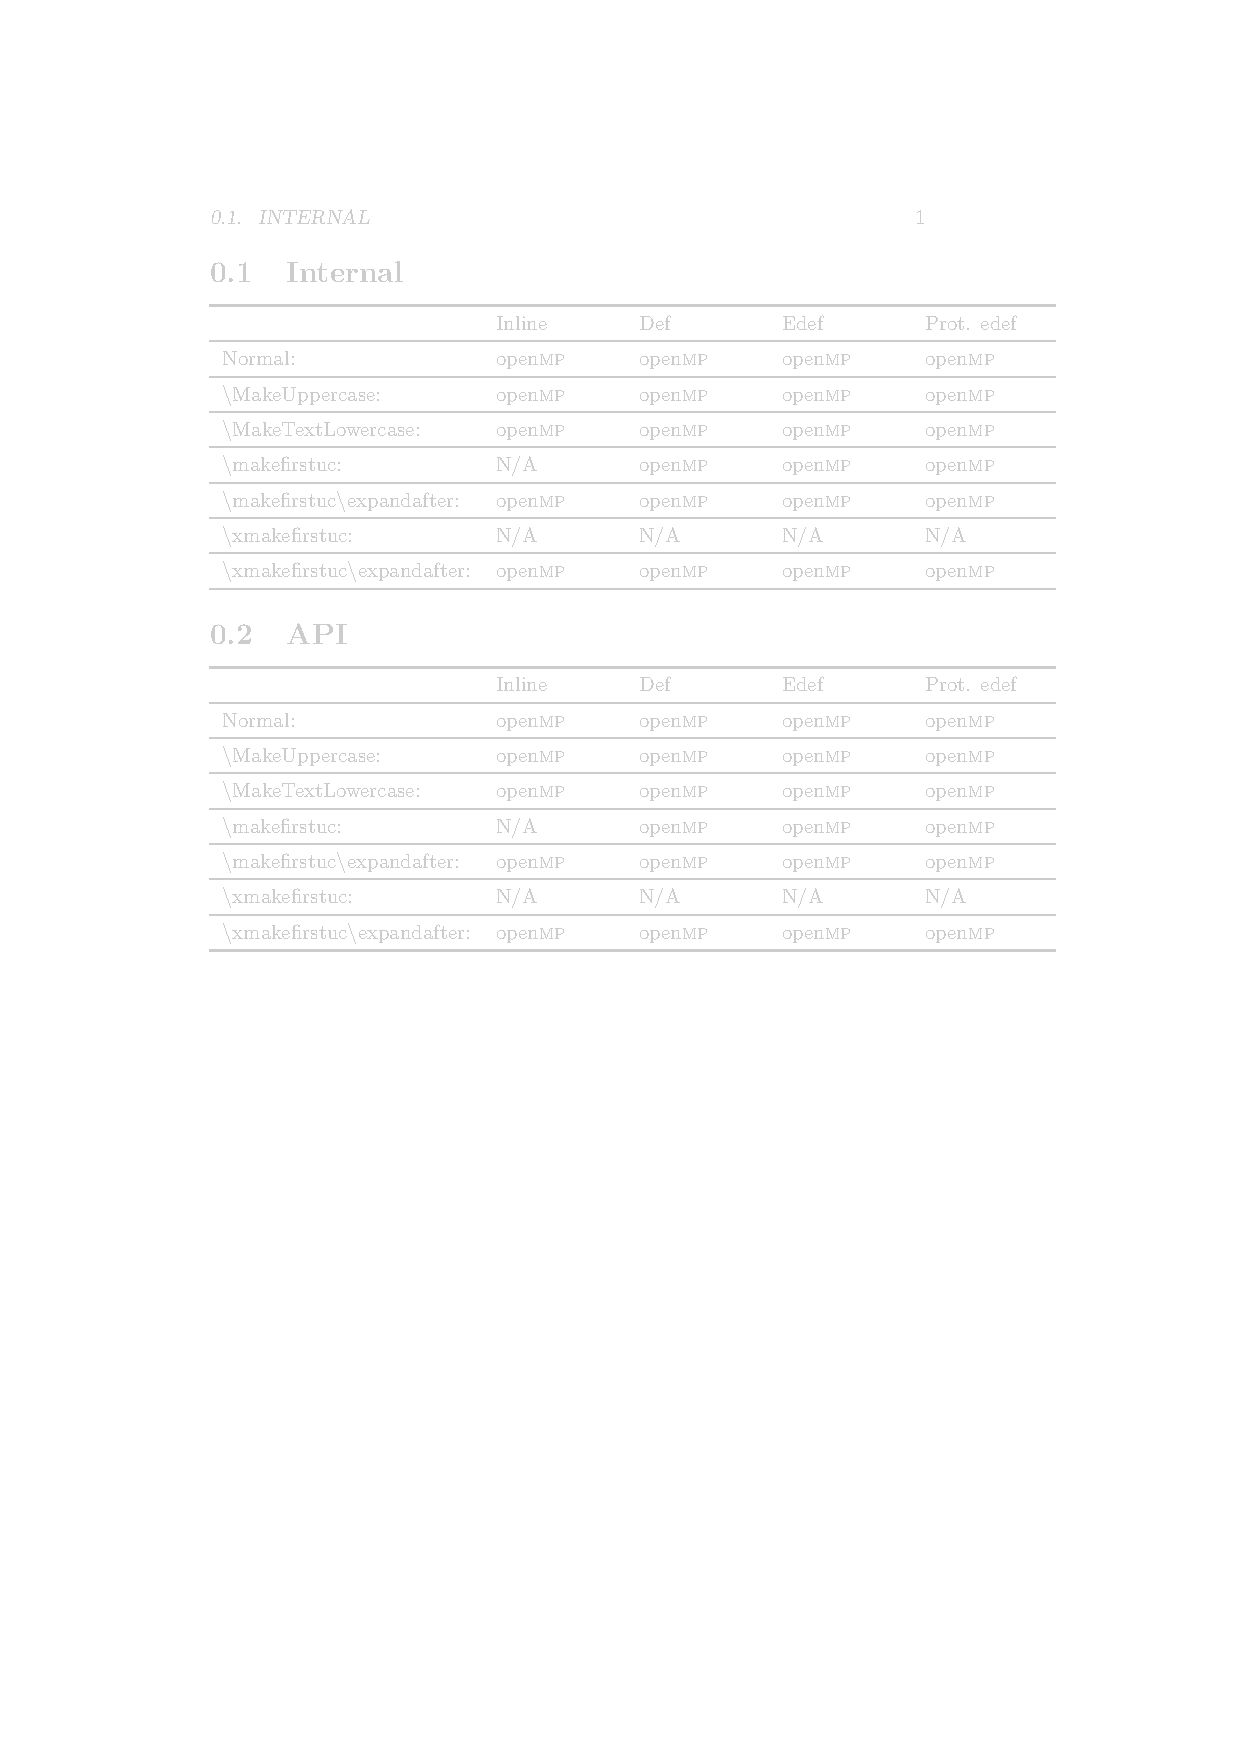 0.1. INTERNAL 1
0.1 Internal
Inline Def Edef Prot. edef
Normal: openMP openMP openMP openMP
\MakeUppercase: openMP openMP openMP openMP
\MakeTextLowercase: openMP openMP openMP openMP
\makefirstuc: N/A openMP openMP openMP
\makefirstuc\expandafter: openMP openMP openMP openMP
\xmakefirstuc: N/A N/A N/A N/A
\xmakefirstuc\expandafter: openMP openMP openMP openMP
0.2 API
Inline Def Edef Prot. edef
Normal: openMP openMP openMP openMP
\MakeUppercase: openMP openMP openMP openMP
\MakeTextLowercase: openMP openMP openMP openMP
\makefirstuc: N/A openMP openMP openMP
\makefirstuc\expandafter: openMP openMP openMP openMP
\xmakefirstuc: N/A N/A N/A N/A
\xmakefirstuc\expandafter: openMP openMP openMP openMP